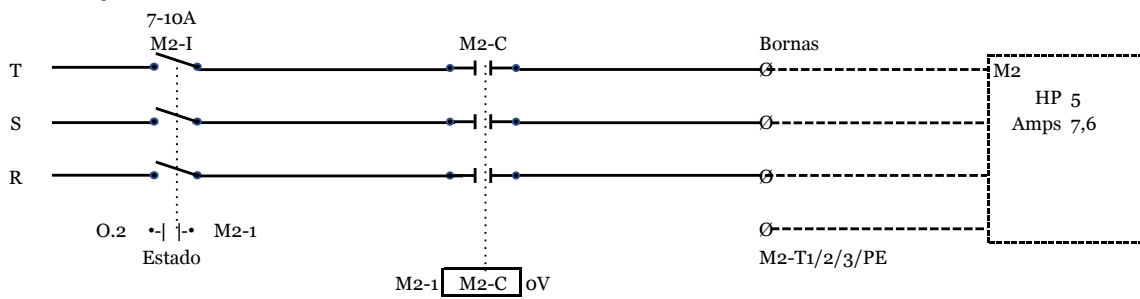 7-10A
M2-I M2-C Bornas
T M2
HP 5
S Amps 7,6
R
O.2 M2-1
Estado M2-T1/2/3/PE
M2-1 M2-C 0V